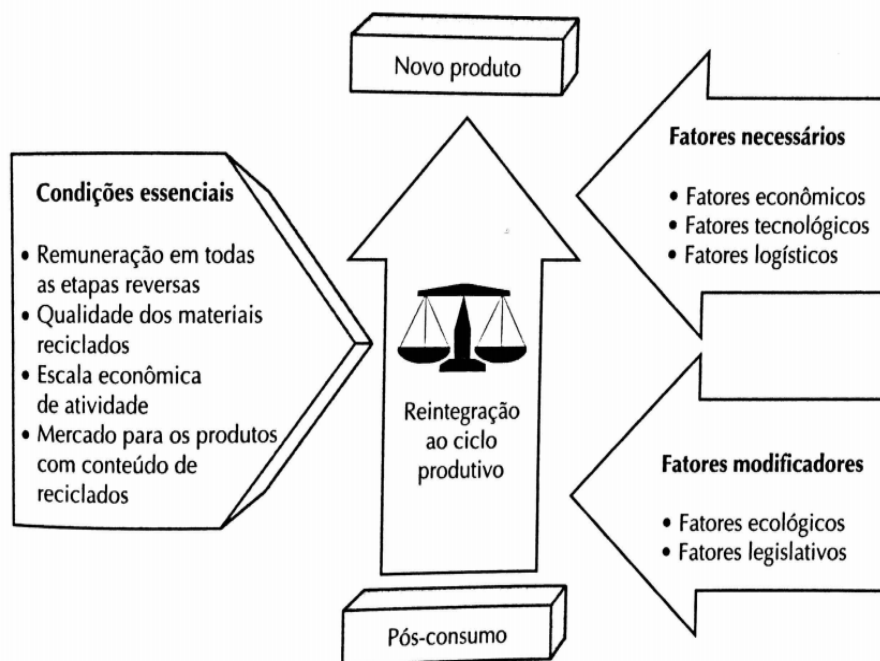 Novo produto
Condições essenciais
• Remuneração em todas
as etapas reversas
• Qualidade dos materiais
reciclados
• Escala econômica
de atividade
• Mercado para os produtos
com conteúdo de
reciclados
Reintegração
ao ciclo
produtivo
Fatores necessários
• Fatores econômicos
• Fatores tecnológicos
• Fatores logísticos
Fatores modificadores
• Fatores ecológicos
• Fatores legislativos
Pós-consumo